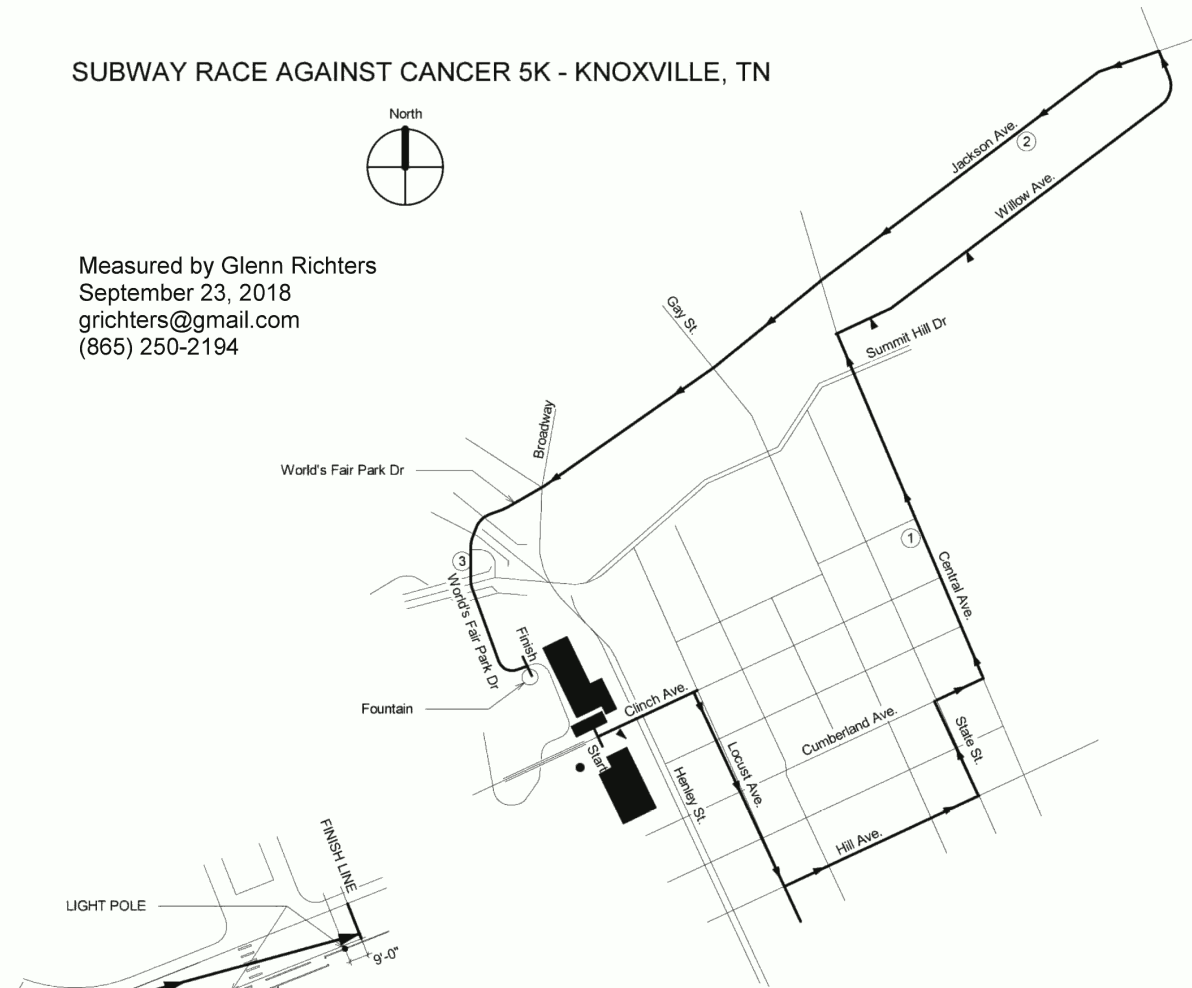 SUBWAY RACE AGAINST CANCER 5K - KNOXVILLE, TN
North
Measured by Glenn Richters
September 23, 2018
grichters@gmail.com
(865) 250-2194
Jackson Ave.
2
Willow Ave.
Gay St.
Summit Hill Dr
Broadway
World's Fair Park Dr
3
1
World's Fair Park Dr
Central Ave.
Finish
Fountain
Clinch Ave.
Start
Cumberland Ave.
State St.
Locust Ave.
Henley St.
Hill Ave.
FINISH LINE
LIGHT POLE
9'-0"